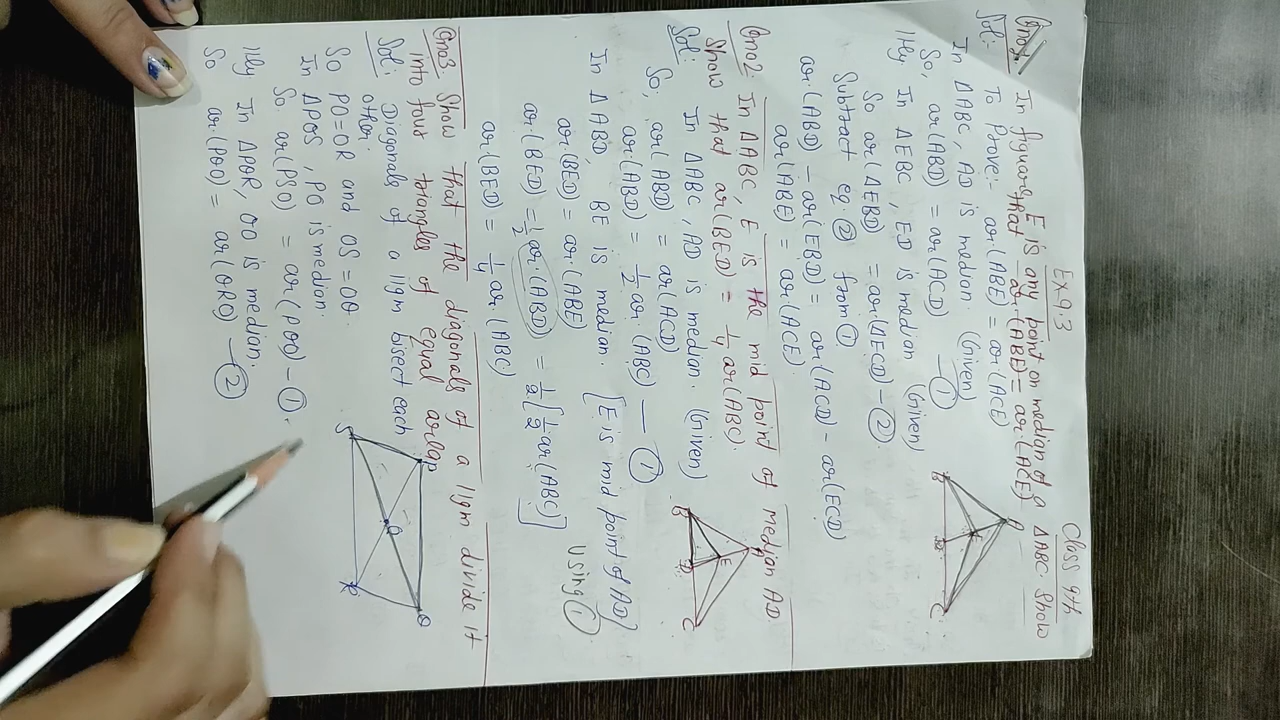 Class 9th
Ex 9.3
Qno1. In figure, E is any point on median of a ΔABC. Show
that ar(ABE) = ar.(ACE)
Sol:- To Prove:- ar(ABE) = ar(ACE)
In ΔABC, AD is median. (Given)
So, ar(ABD) = ar(ACD) —①
llly In ΔEBC, ED is median (Given)
So ar(ΔEBD) = ar(ΔECD) —②
Subtract eq. ② from ①
ar.(ABD) - ar(EBD) = ar(ACD) - ar(ECD)
ar(ABE) = ar(ACE)
A
E
B
D
C
Qno2: In ΔABC, E is the mid point of median AD.
Show that ar(BED) = 1/4 ar(ABC).
Sol: In ΔABC, AD is median. (Given)
So, ar(ABD) = ar(ACD)
ar(ABD) = 1/2 ar.(ABC) —①
In ΔABD, BE is median. [E is mid point of AD]
ar(BED) = ar(ABE)
ar(BED) = 1/2 ar.(ABD) = 1/2 [1/2 ar(ABC)]
Using ①
ar(BED) = 1/4 ar.(ABC)
A
E
B
D
C
Qno3 Show that the diagonals of a llgm divide it
into four triangles of equal area
Sol: Diagonals of a llgm bisect each
other.
So PO=OR and OS=OQ.
In ΔPQS, PO is median.
So ar(PSO) = ar(PQO) —①.
llly In ΔPQR, QO is median.
So ar(PQO) = ar(QRO) —②
P
Q
O
S
R